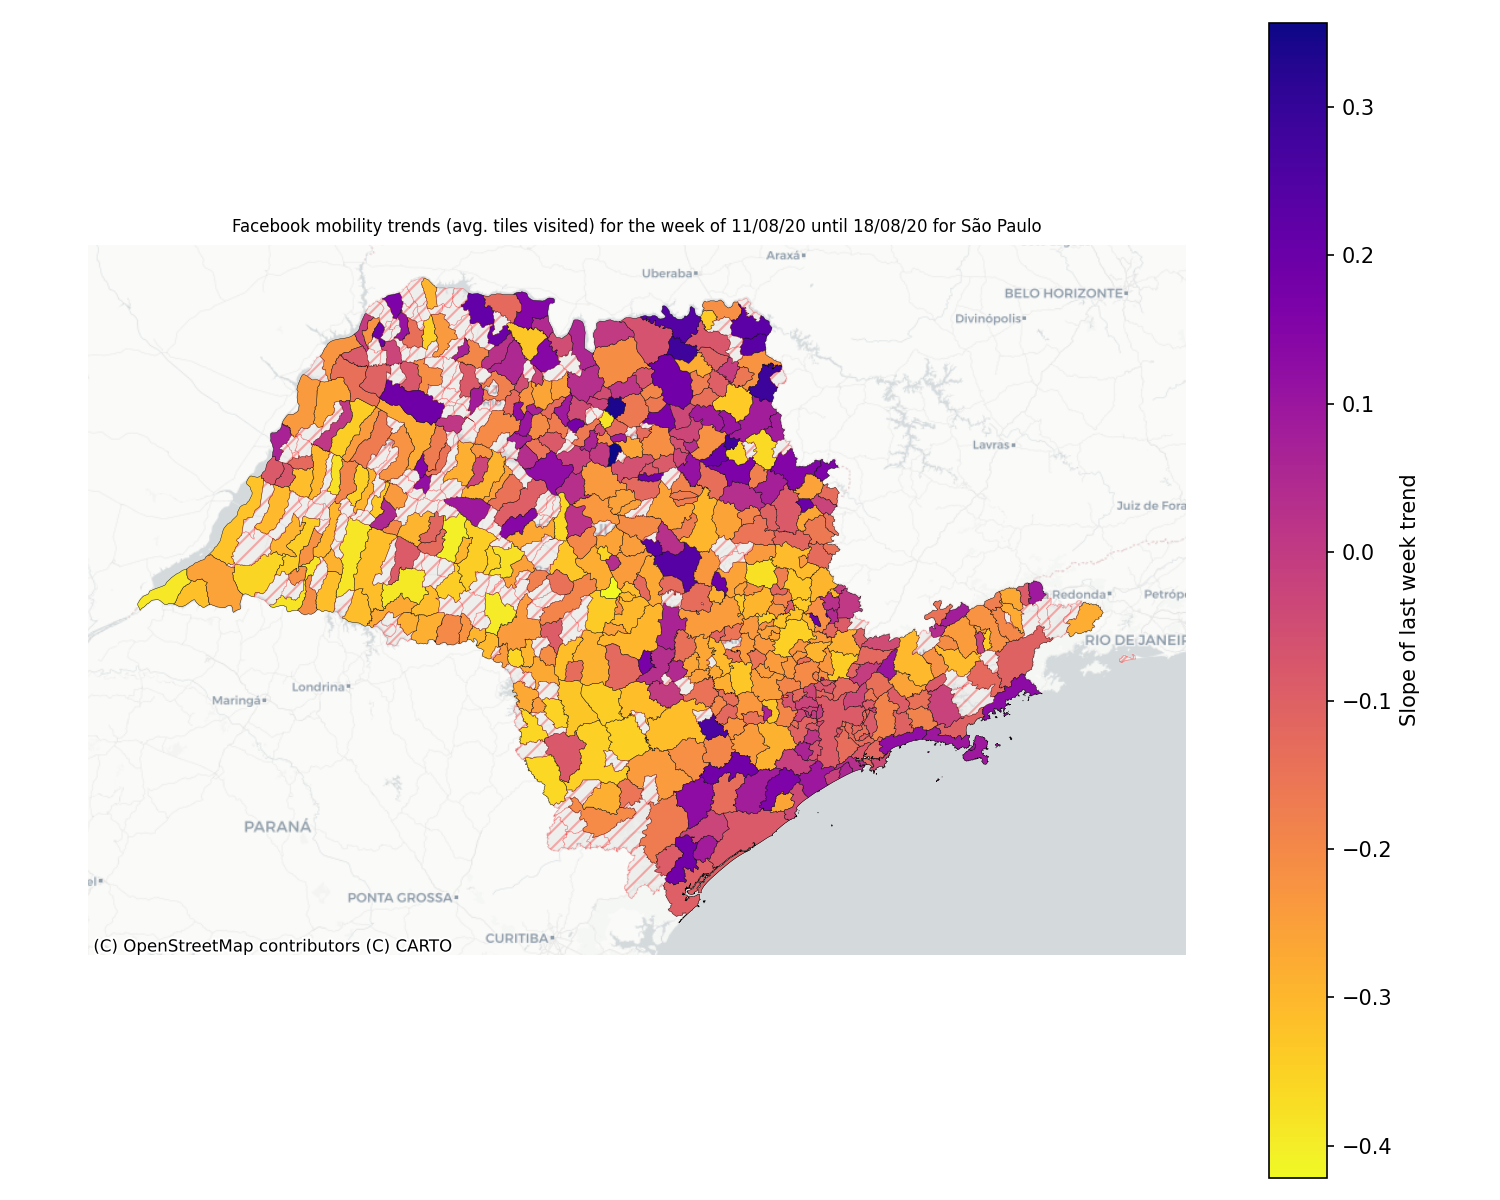 Facebook mobility trends (avg. tiles visited) for the week of 11/08/20 until 18/08/20 for São Paulo
Araxá
Uberaba
BELO HORIZONTE
Divinópolis
Lavras
Juiz de Fora
Redonda
Petróp
RIO DE JANEIR
Londrina
Maringá
PARANÁ
el
PONTA GROSSA
CURITIBA
(C) OpenStreetMap contributors (C) CARTO
0.3
0.2
0.1
0.0
−0.1
−0.2
−0.3
−0.4
Slope of last week trend